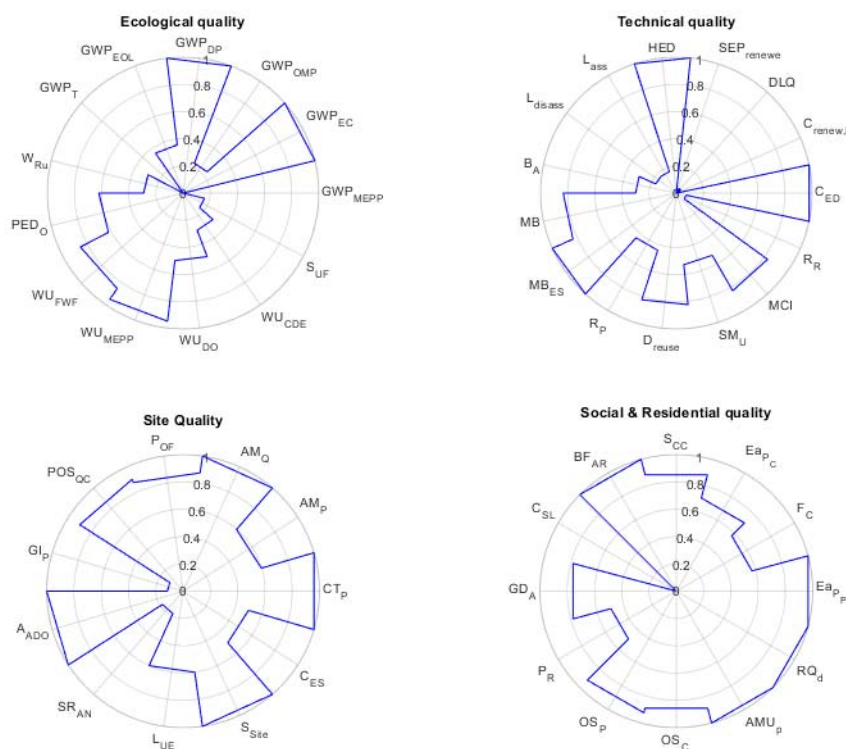 Ecological quality
GWP_DP
GWP_OMP
GWP_EC
GWP_MEPP
S_UF
WU_CDE
WU_DO
WU_MEPP
WU_FWF
PED_O
W_Ru
GWP_T
GWP_EOL
1
0.8
0.6
0.4
0.2
0
Technical quality
HED
SEP_renewe
DLQ
C_renew,
C_ED
R_R
MCI
SM_U
D_reuse
R_P
MB_ES
MB
B_A
L_disass
L_ass
1
0.8
0.6
0.4
0.2
0
Site Quality
P_OF
AM_Q
AM_P
CT_P
C_ES
S_Site
L_UE
SR_AN
A_ADO
GI_P
POS_QC
1
0.8
0.6
0.4
0.2
0
Social & Residential quality
S_CC
Ea_P_C
F_C
Ea_P_P
RQ_d
AMU_p
OS_C
OS_P
P_R
GD_A
C_SL
BF_AR
1
0.8
0.6
0.4
0.2
0